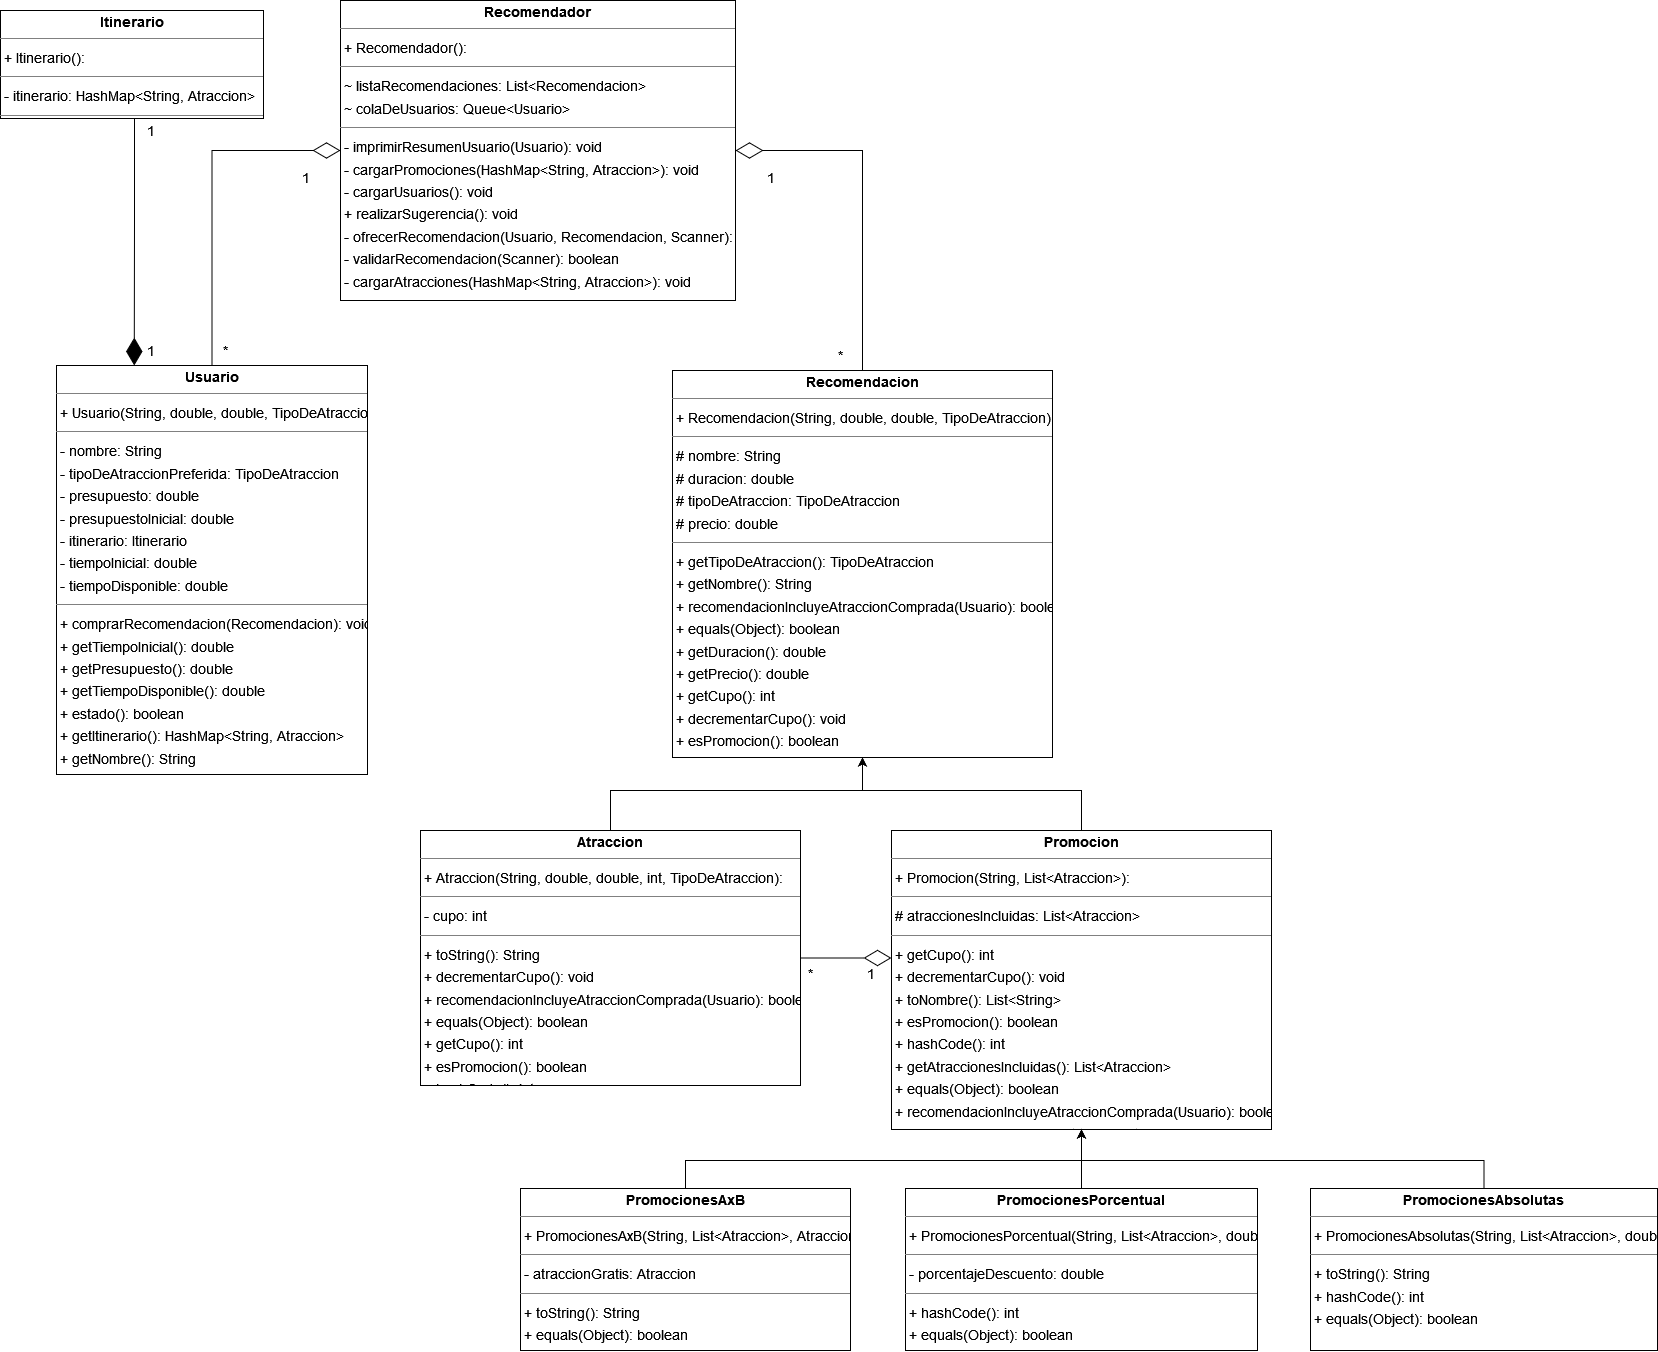 Itinerario
+ Itinerario():
- itinerario: HashMap<String, Atraccion>
1
Recomendador
+ Recomendador():
~ listaRecomendaciones: List<Recomendacion>
~ colaDeUsuarios: Queue<Usuario>
- imprimirResumenUsuario(Usuario): void
- cargarPromociones(HashMap<String, Atraccion>): void
- cargarUsuarios(): void
+ realizarSugerencia(): void
- ofrecerRecomendacion(Usuario, Recomendacion, Scanner):
- validarRecomendacion(Scanner): boolean
- cargarAtracciones(HashMap<String, Atraccion>): void
1
1
1
*
*
Usuario
+ Usuario(String, double, double, TipoDeAtraccio
- nombre: String
- tipoDeAtraccionPreferida: TipoDeAtraccion
- presupuesto: double
- presupuestoInicial: double
- itinerario: Itinerario
- tiempoInicial: double
- tiempoDisponible: double
+ comprarRecomendacion(Recomendacion): voi
+ getTiempoInicial(): double
+ getPresupuesto(): double
+ getTiempoDisponible(): double
+ estado(): boolean
+ getItinerario(): HashMap<String, Atraccion>
+ getNombre(): String
Recomendacion
+ Recomendacion(String, double, double, TipoDeAtraccion)
# nombre: String
# duracion: double
# tipoDeAtraccion: TipoDeAtraccion
# precio: double
+ getTipoDeAtraccion(): TipoDeAtraccion
+ getNombre(): String
+ recomendacionIncluyeAtraccionComprada(Usuario): boole
+ equals(Object): boolean
+ getDuracion(): double
+ getPrecio(): double
+ getCupo(): int
+ decrementarCupo(): void
+ esPromocion(): boolean
Atraccion
+ Atraccion(String, double, double, int, TipoDeAtraccion):
- cupo: int
+ toString(): String
+ decrementarCupo(): void
+ recomendacionIncluyeAtraccionComprada(Usuario): boole
+ equals(Object): boolean
+ getCupo(): int
+ esPromocion(): boolean
*
1
Promocion
+ Promocion(String, List<Atraccion>):
# atraccionesIncluidas: List<Atraccion>
+ getCupo(): int
+ decrementarCupo(): void
+ toNombre(): List<String>
+ esPromocion(): boolean
+ hashCode(): int
+ getAtraccionesIncluidas(): List<Atraccion>
+ equals(Object): boolean
+ recomendacionIncluyeAtraccionComprada(Usuario): boole
PromocionesAxB
+ PromocionesAxB(String, List<Atraccion>, Atraccion
- atraccionGratis: Atraccion
+ toString(): String
+ equals(Object): boolean
PromocionesPorcentual
+ PromocionesPorcentual(String, List<Atraccion>, doub
- porcentajeDescuento: double
+ hashCode(): int
+ equals(Object): boolean
PromocionesAbsolutas
+ PromocionesAbsolutas(String, List<Atraccion>, doub
+ toString(): String
+ hashCode(): int
+ equals(Object): boolean